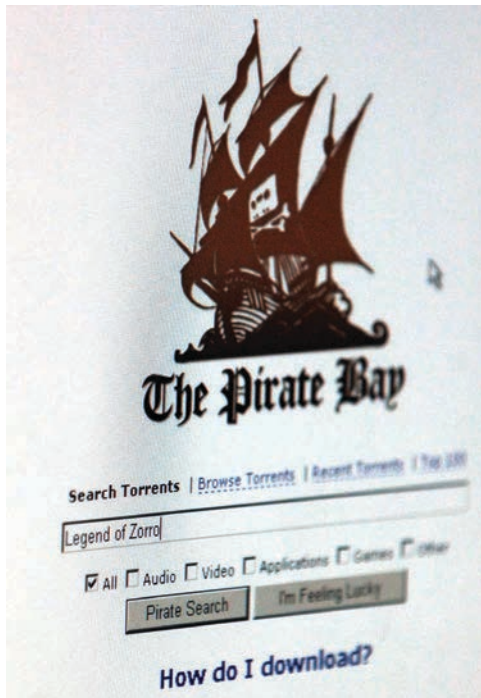 The Pirate Bay
Search Torrents | Browse Torrents | Recent Torrents | Top 100
Legend of Zorro
All Audio Video Applications Games Other
Pirate Search I'm Feeling Lucky
How do I download?